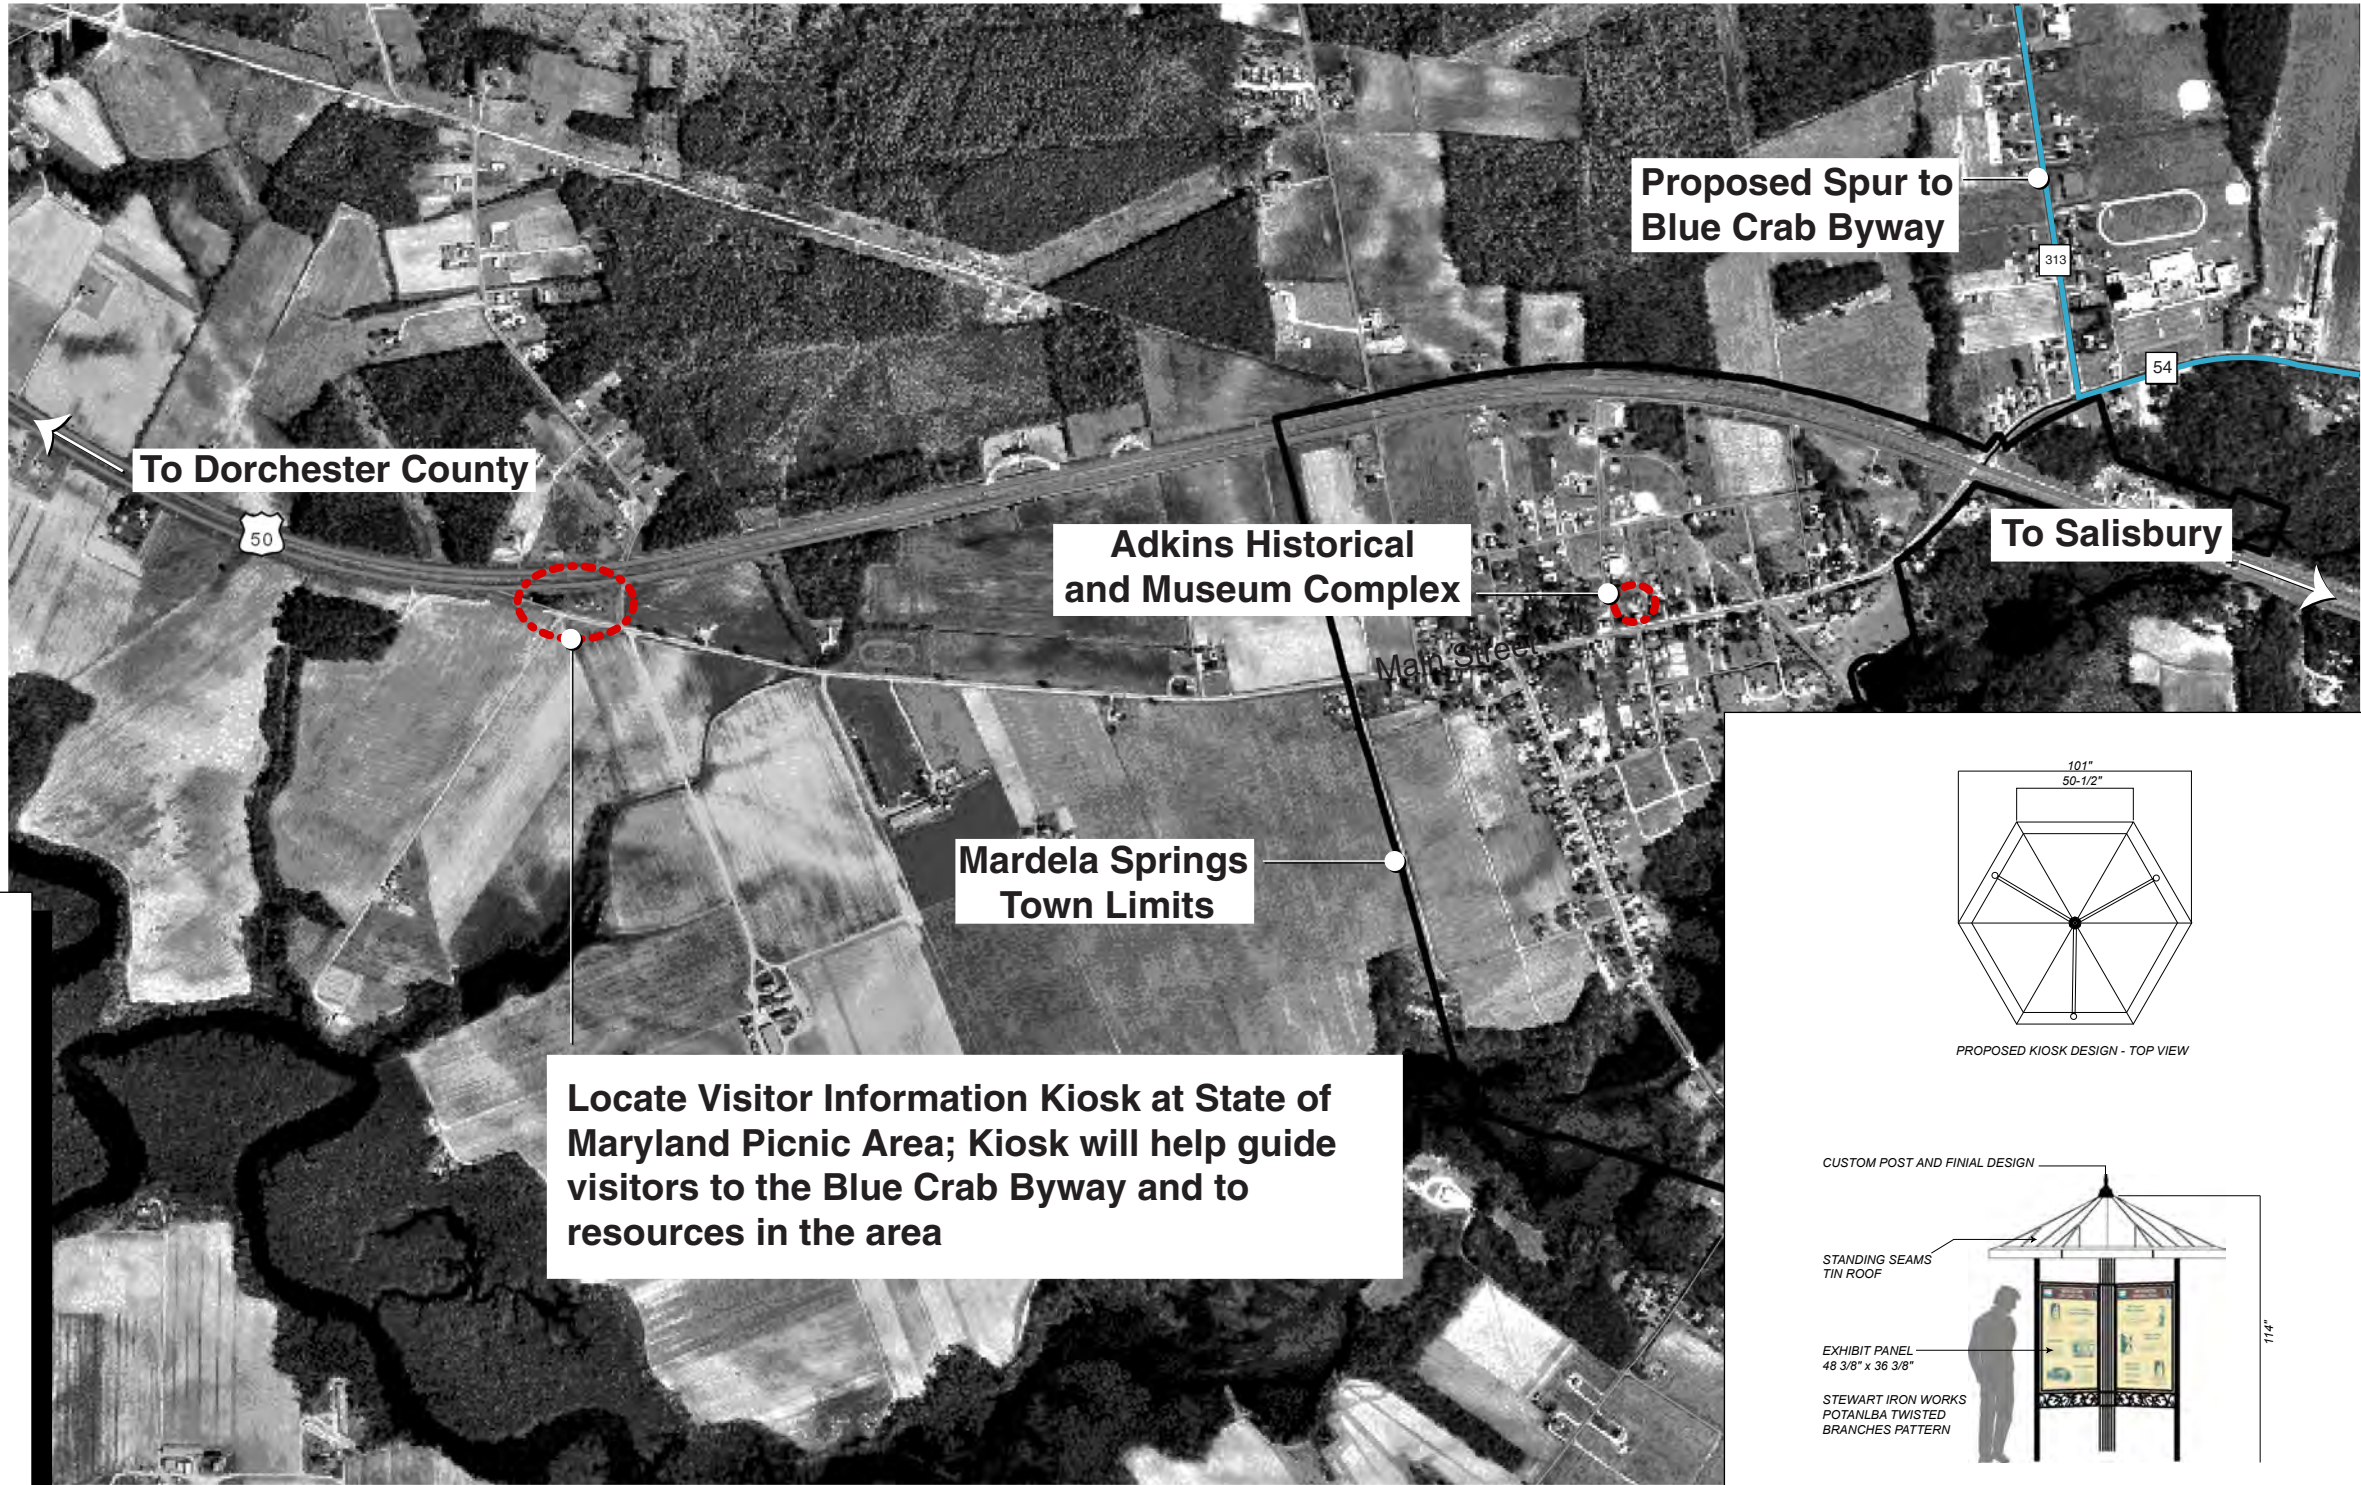 Proposed Spur to
Blue Crab Byway
313
54
To Dorchester County
50
Adkins Historical
and Museum Complex
To Salisbury
Main Street
Mardela Springs
Town Limits
Locate Visitor Information Kiosk at State of
Maryland Picnic Area; Kiosk will help guide
visitors to the Blue Crab Byway and to
resources in the area
101"
50-1/2"
PROPOSED KIOSK DESIGN - TOP VIEW
CUSTOM POST AND FINIAL DESIGN
STANDING SEAMS
TIN ROOF
114"
EXHIBIT PANEL
48 3/8" x 36 3/8"
STEWART IRON WORKS
POTANLBA TWISTED
BRANCHES PATTERN